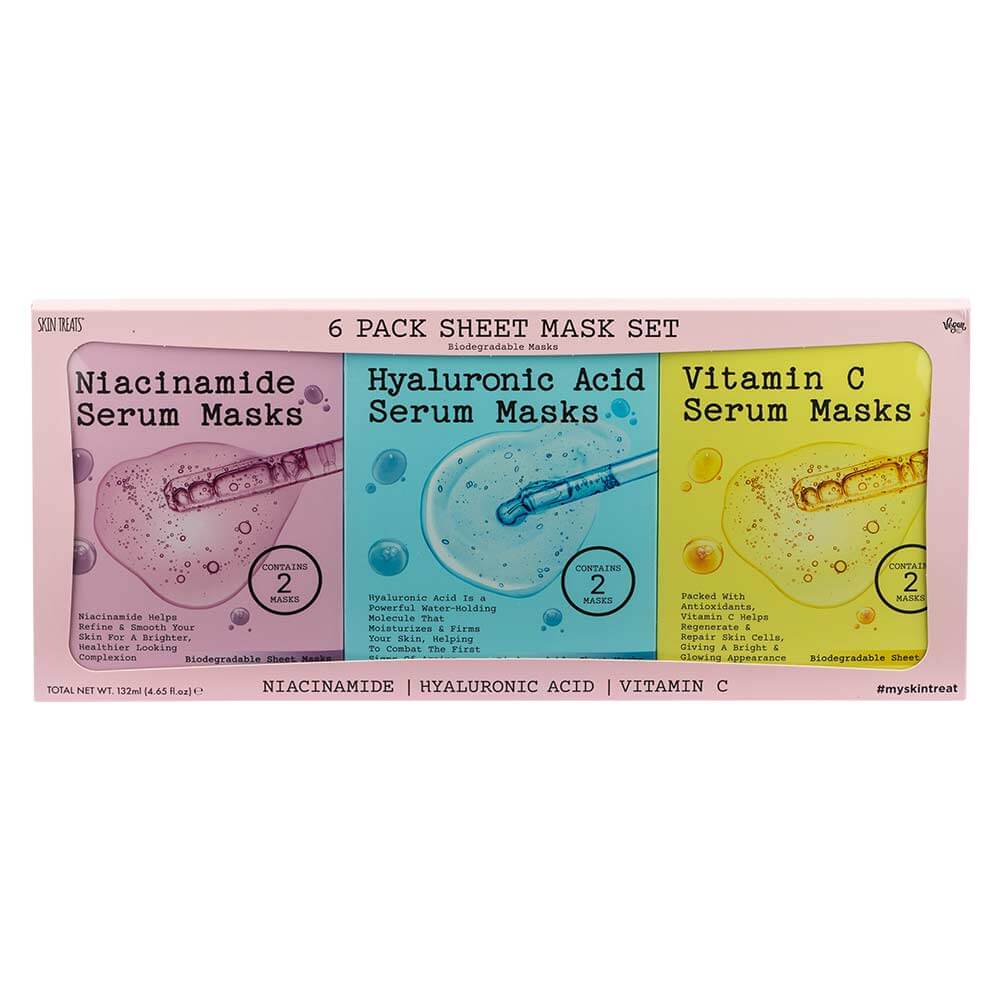 SKIN TREATS™
6 PACK SHEET MASK SET
Vegan
Biodegradable Masks
Niacinamide
Serum Masks
CONTAINS
2
MASKS
Niacinamide Helps
Refine & Smooth Your
Skin For A Brighter,
Healthier Looking
Complexion
Biodegradable Sheet Masks
Hyaluronic Acid
Serum Masks
CONTAINS
2
MASKS
Hyaluronic Acid Is a
Powerful Water-Holding
Molecule That
Moisturizes & Firms
Your Skin, Helping
To Combat The First
Vitamin C
Serum Masks
CONTAIN
2
MASKS
Packed With
Antioxidants,
Vitamin C Helps
Regenerate &
Repair Skin Cells,
Giving A Bright &
Glowing Appearance
Biodegradable Sheet
TOTAL NET WT. 132ml (4.65 fl.oz) ℮
NIACINAMIDE | HYALURONIC ACID | VITAMIN C
#myskintreat